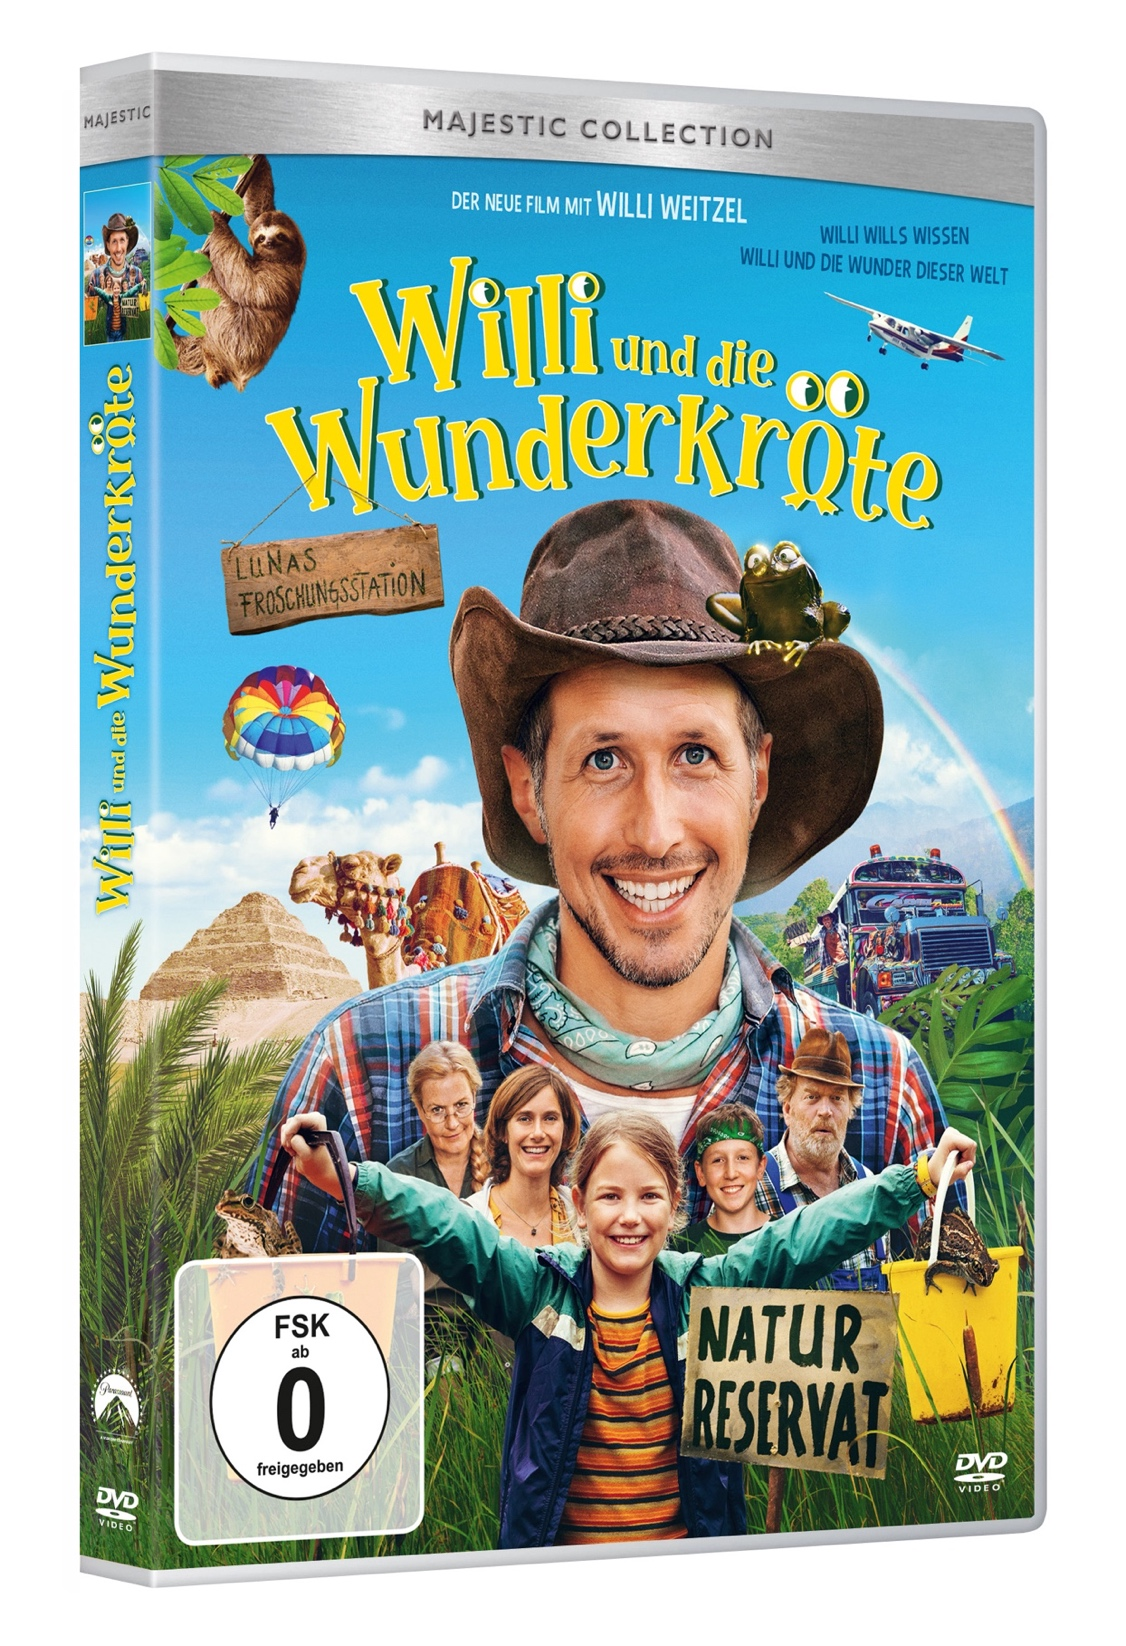 MAJESTIC
MAJESTIC COLLECTION
DER NEUE FILM MIT WILLI WEITZEL
WILLI WILLS WISSEN
WILLI UND DIE WUNDER DIESER WELT
Willi und die
Wunderkröte
LUNAS
FROSCHUNGSSTATION
Willi und die Wunderkröte
NATUR
RESERVAT
FSK
ab
0
freigegeben
Paramount
DVD
VIDEO
DVD
VIDEO